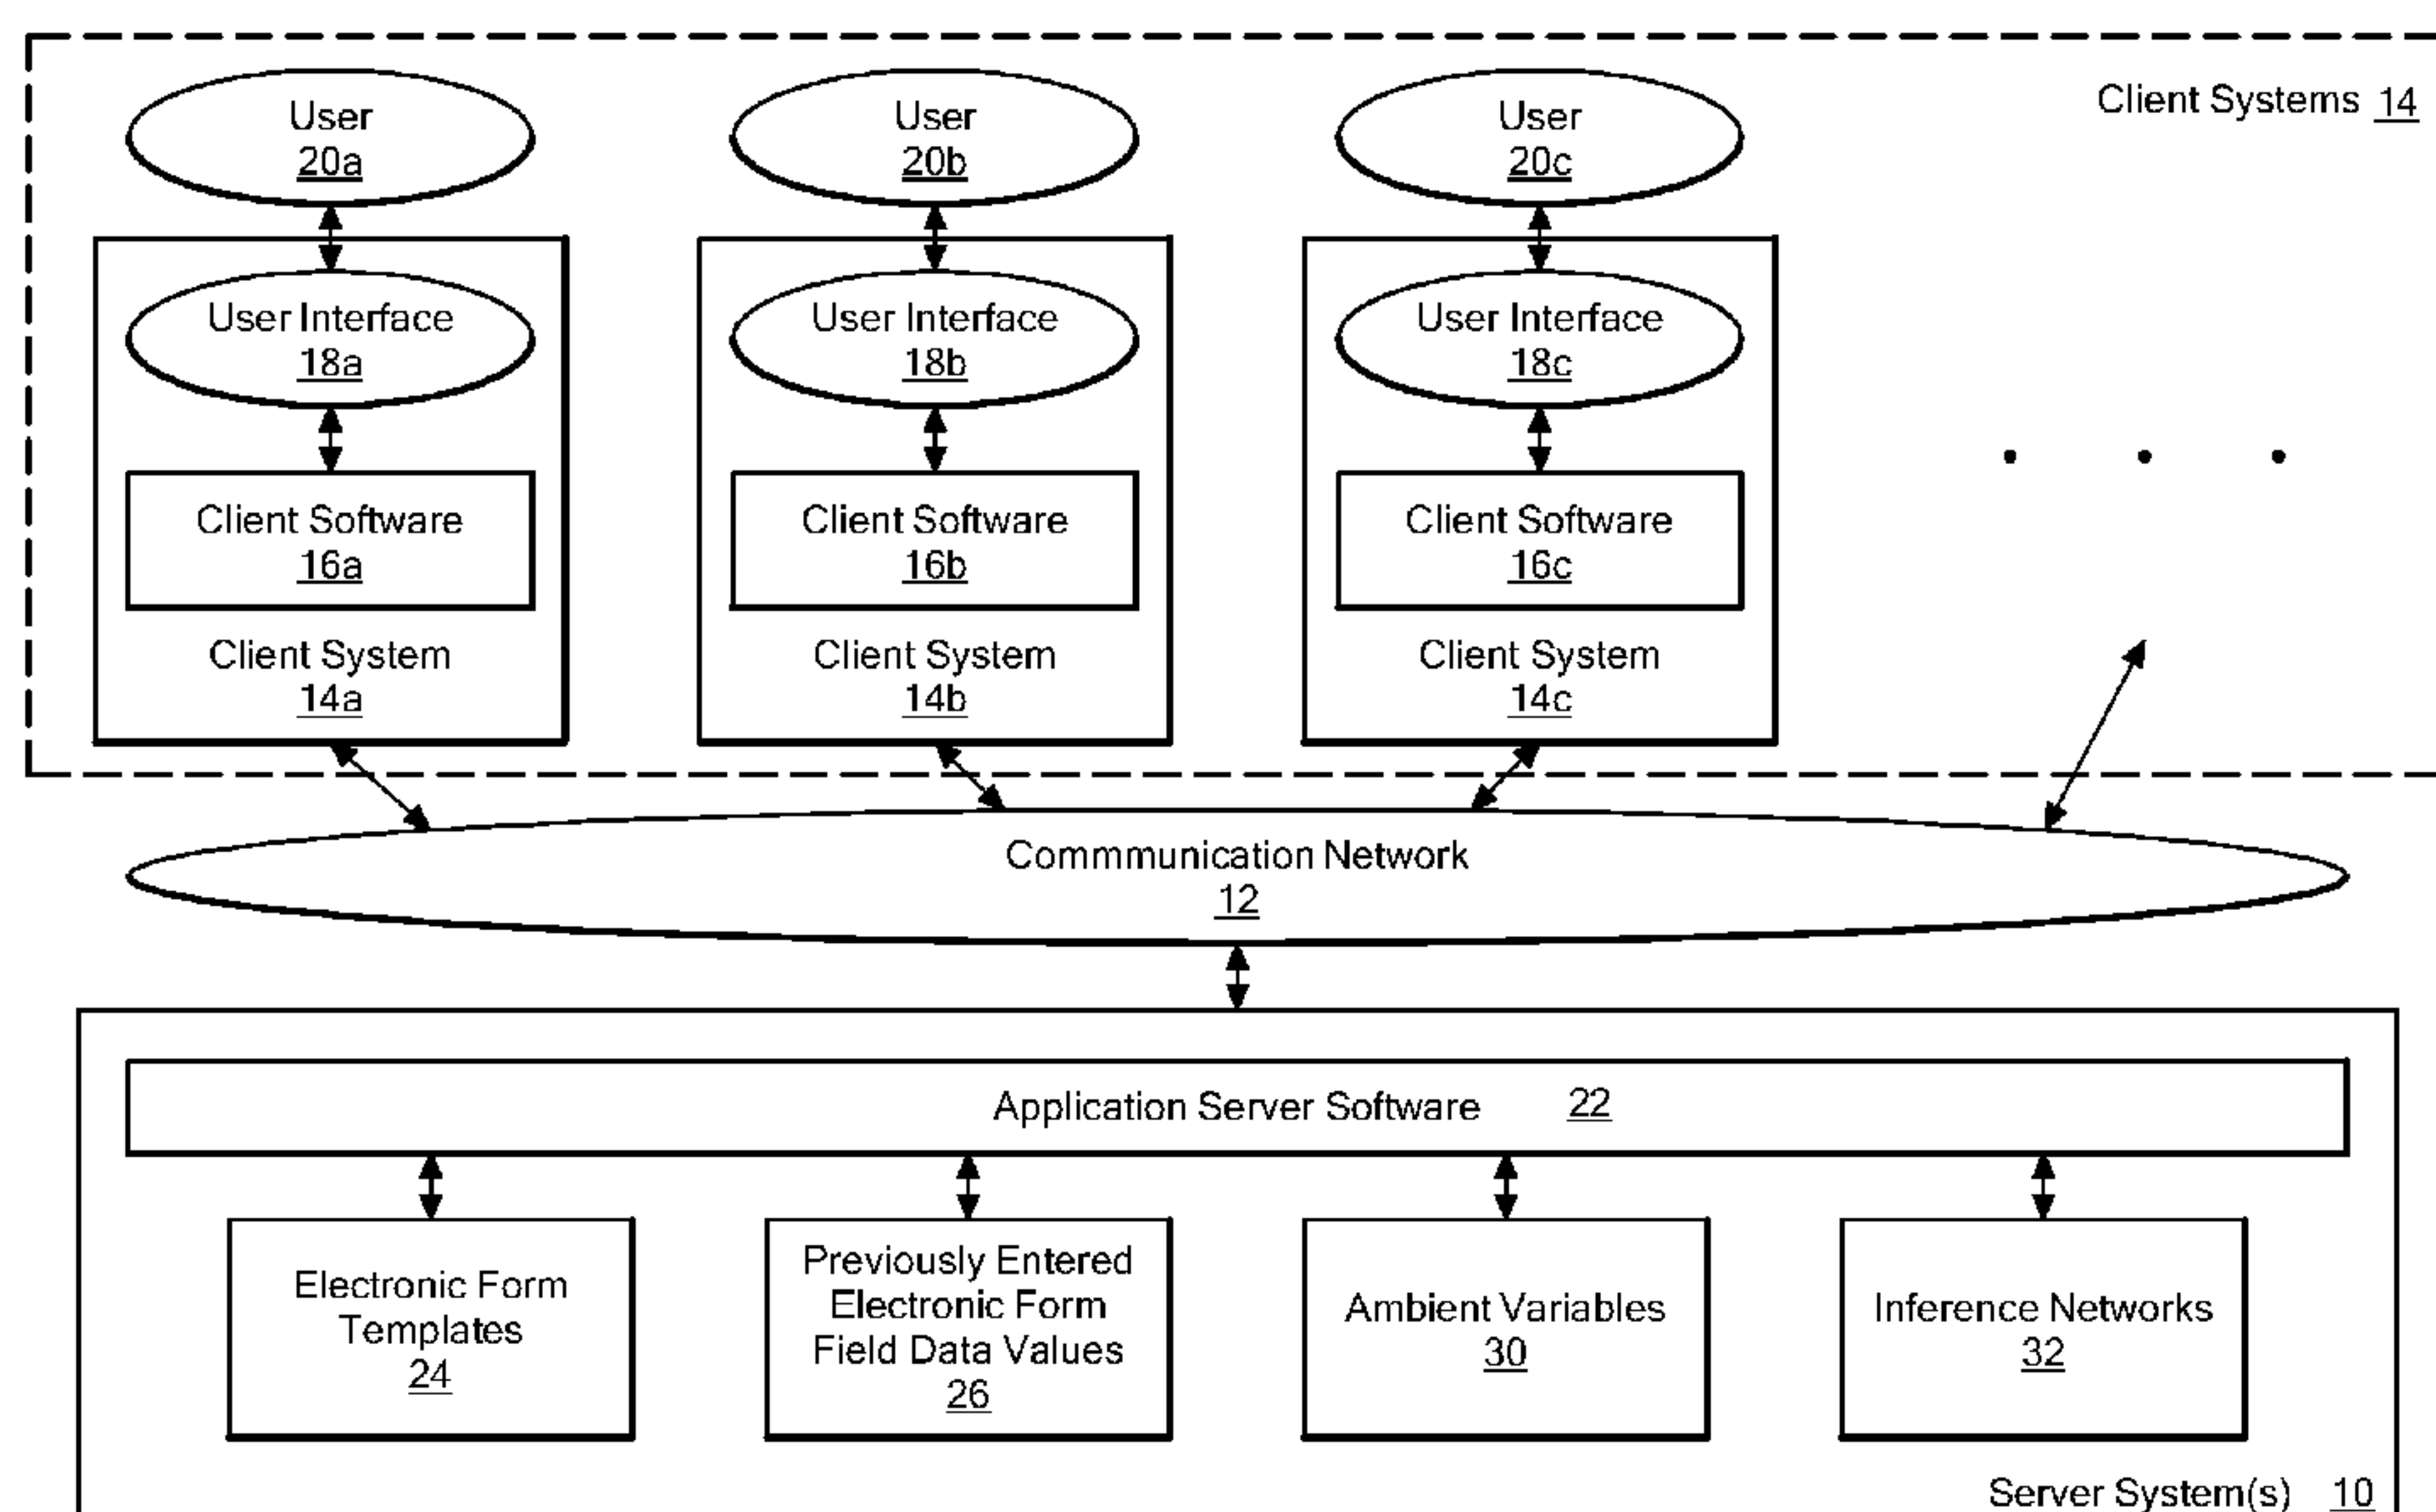 Client Systems 14
User
20a
User
20b
User
20c
User Interface
18a
User Interface
18b
User Interface
18c
Client Software
16a
Client Software
16b
Client Software
16c
Client System
14a
Client System
14b
Client System
14c
. . .
Commmunication Network
12
Application Server Software 22
Electronic Form
Templates
24
Previously Entered
Electronic Form
Field Data Values
26
Ambient Variables
30
Inference Networks
32
Server System(s) 10